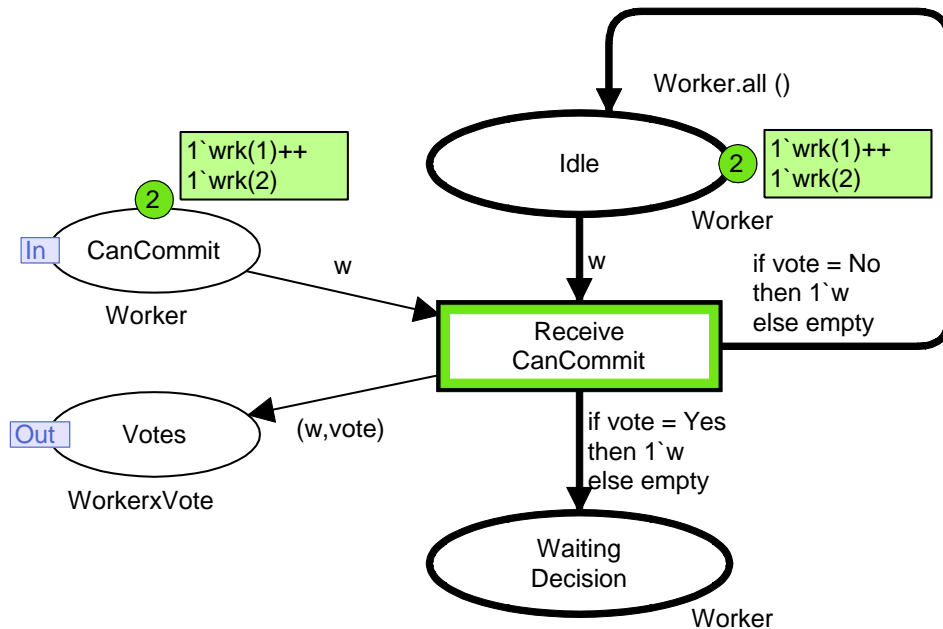 Worker.all ()
1`wrk(1)++
1`wrk(2)
2
Idle
2
1`wrk(1)++
1`wrk(2)
Worker
In
CanCommit
Worker
w
w
if vote = No
then 1`w
else empty
Receive
CanCommit
Out
Votes
WorkerxVote
(w,vote)
if vote = Yes
then 1`w
else empty
Waiting
Decision
Worker